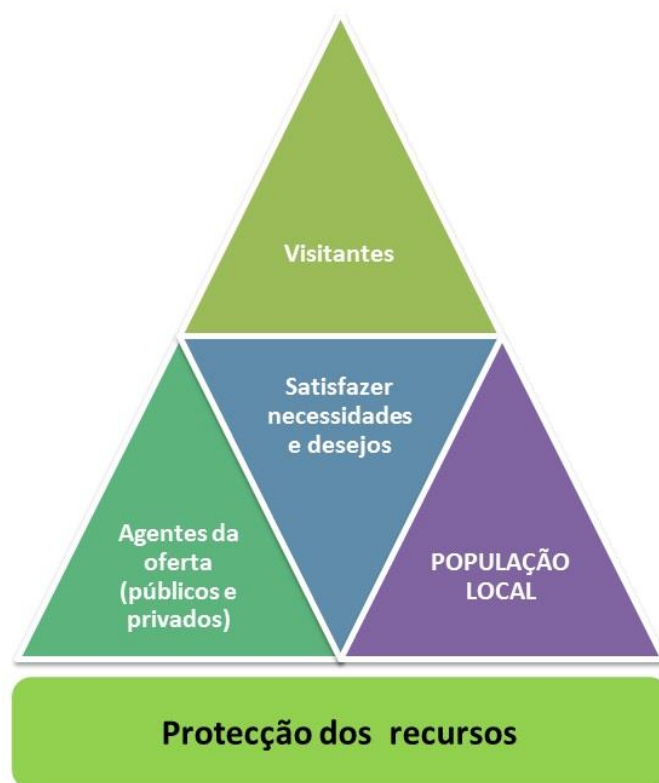 Visitantes
Satisfazer
necessidades
e desejos
Agentes da
oferta
(públicos e
privados)
POPULAÇÃO
LOCAL
Protecção dos recursos